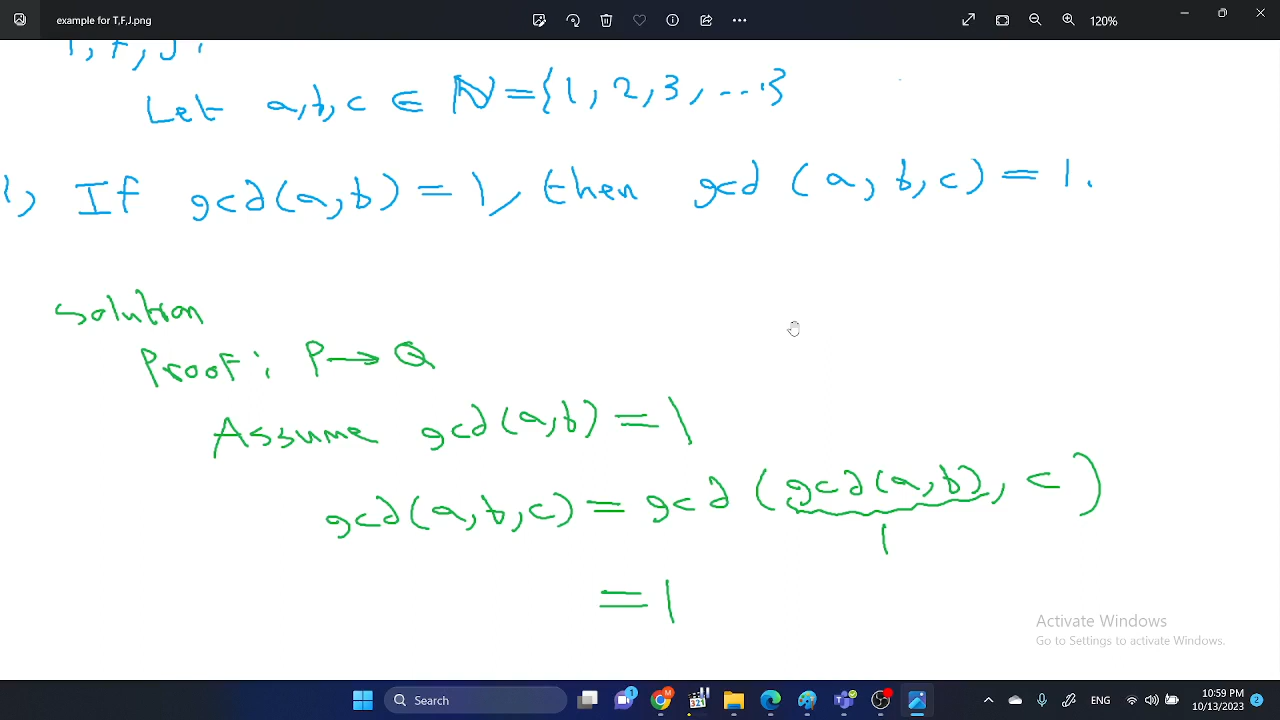 example for T,F,J.png
120%
T, F, J.
Let a, b, c ∈ ℕ = {1, 2, 3, ...}
1, If gcd(a, b) = 1, then gcd (a, b, c) = 1.
Solution
Proof: P → Q
Assume gcd(a, b) = 1
gcd(a, b, c) = gcd (gcd(a, b), c)
1
= 1
Activate Windows
Go to Settings to activate Windows.
Search
ENG
10:59 PM
10/13/2023